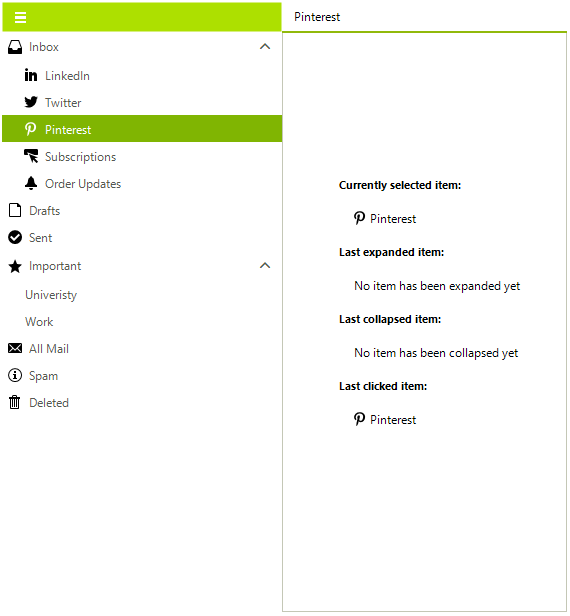 Inbox
LinkedIn
Twitter
Pinterest
Subscriptions
Order Updates
Drafts
Sent
Important
Univeristy
Work
All Mail
Spam
Deleted
Pinterest
Currently selected item:
Pinterest
Last expanded item:
No item has been expanded yet
Last collapsed item:
No item has been collapsed yet
Last clicked item:
Pinterest